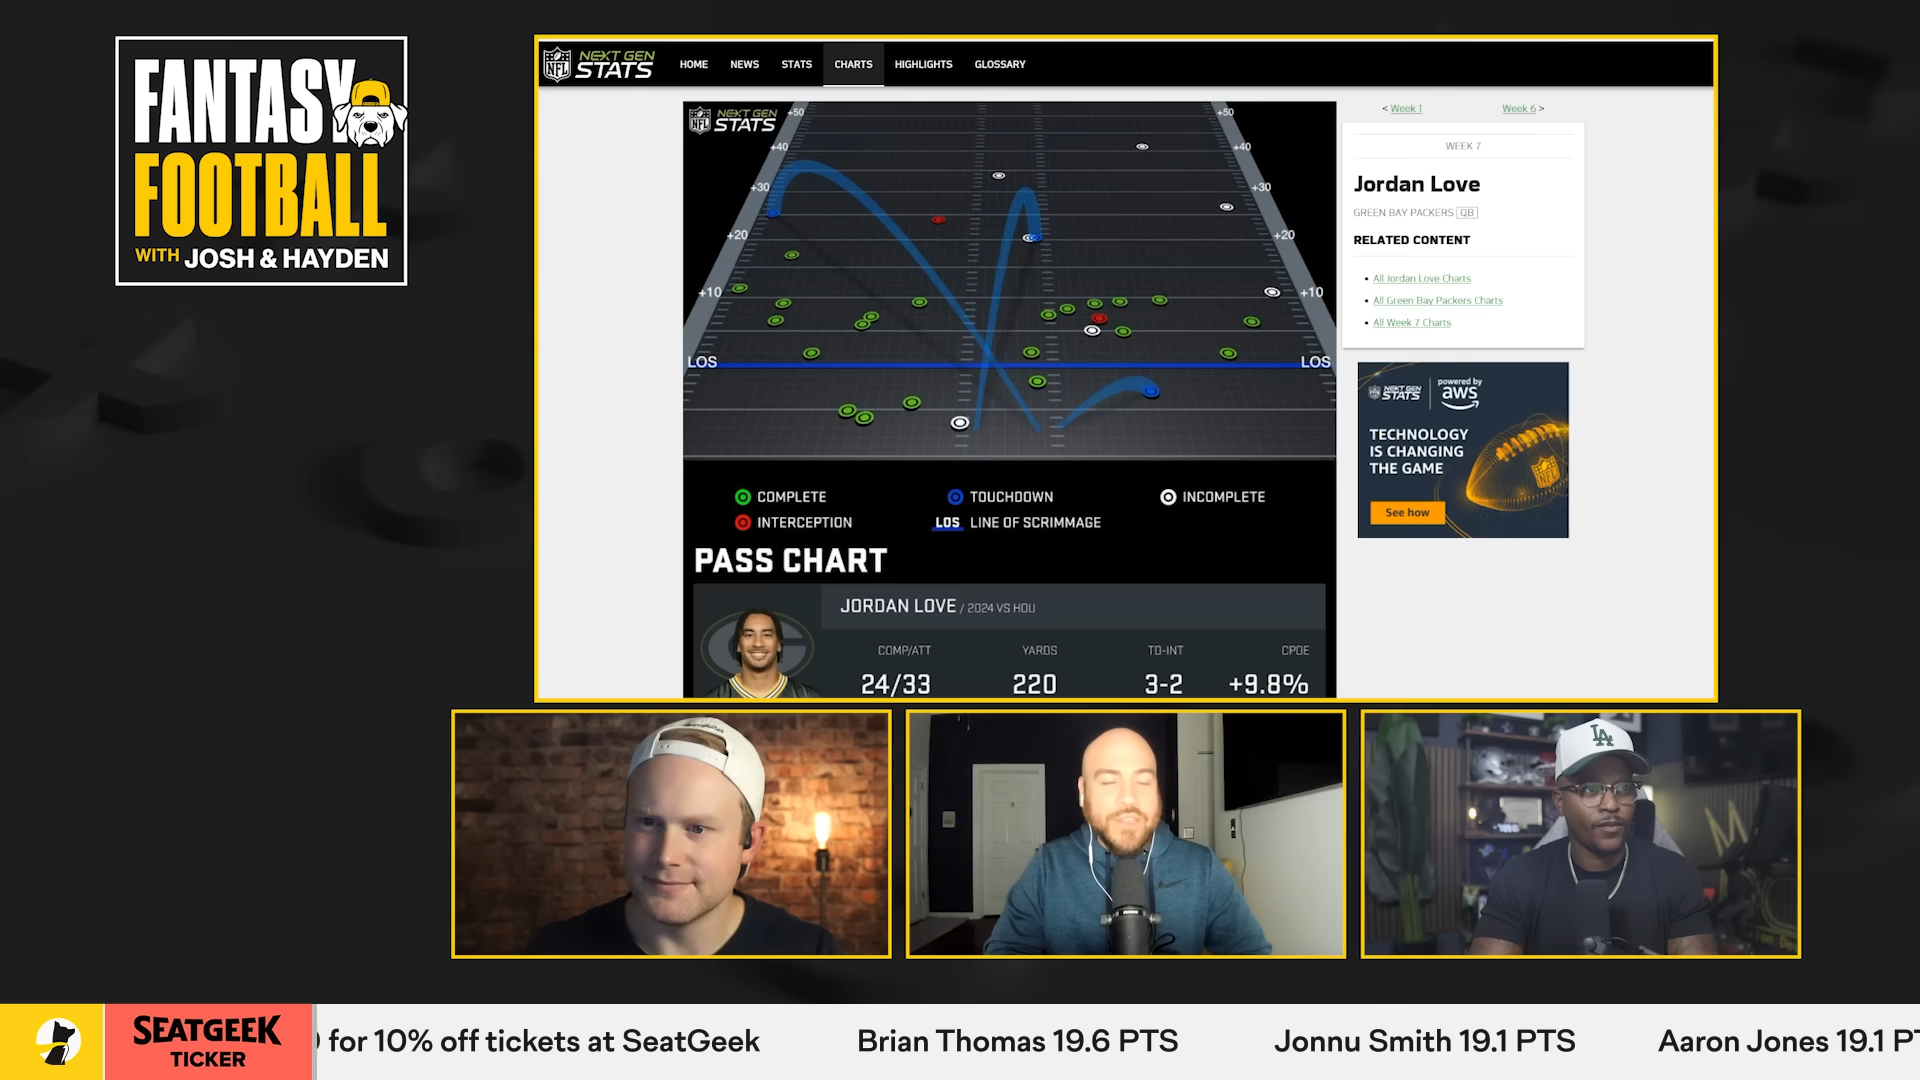 FANTASY
FOOTBALL
WITH JOSH & HAYDEN
NFL NEXT GEN STATS
HOME NEWS STATS CHARTS HIGHLIGHTS GLOSSARY
NFL NEXT GEN STATS
+50 +50
+40 +40
+30 +30
+20 +20
+10 +10
LOS LOS
COMPLETE TOUCHDOWN INCOMPLETE
INTERCEPTION LOS LINE OF SCRIMMAGE
PASS CHART
JORDAN LOVE / 2024 VS HOU
COMP/ATT YARDS TD-INT CPOE
24/33 220 3-2 +9.8%
< Week 1 Week 6 >
WEEK 7
Jordan Love
GREEN BAY PACKERS QB
RELATED CONTENT
• All Jordan Love Charts
• All Green Bay Packers Charts
• All Week 7 Charts
NEXT GEN STATS powered by aws
TECHNOLOGY
IS CHANGING
THE GAME
NFL
See how
LA
SEATGEEK
TICKER
for 10% off tickets at SeatGeek Brian Thomas 19.6 PTS Jonnu Smith 19.1 PTS Aaron Jones 19.1 PT